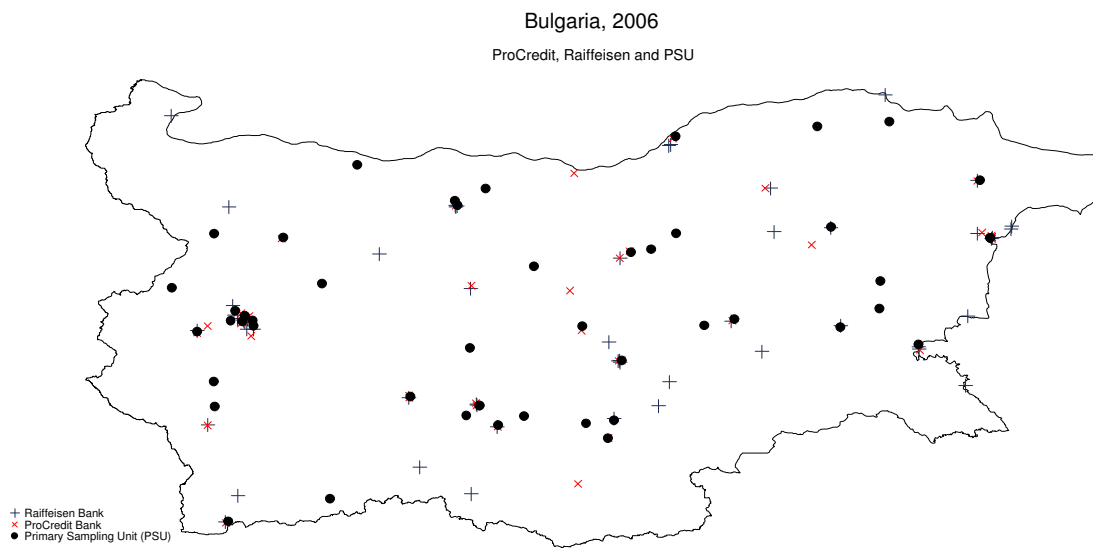 Bulgaria, 2006
ProCredit, Raiffeisen and PSU
Raiffeisen Bank
ProCredit Bank
Primary Sampling Unit (PSU)